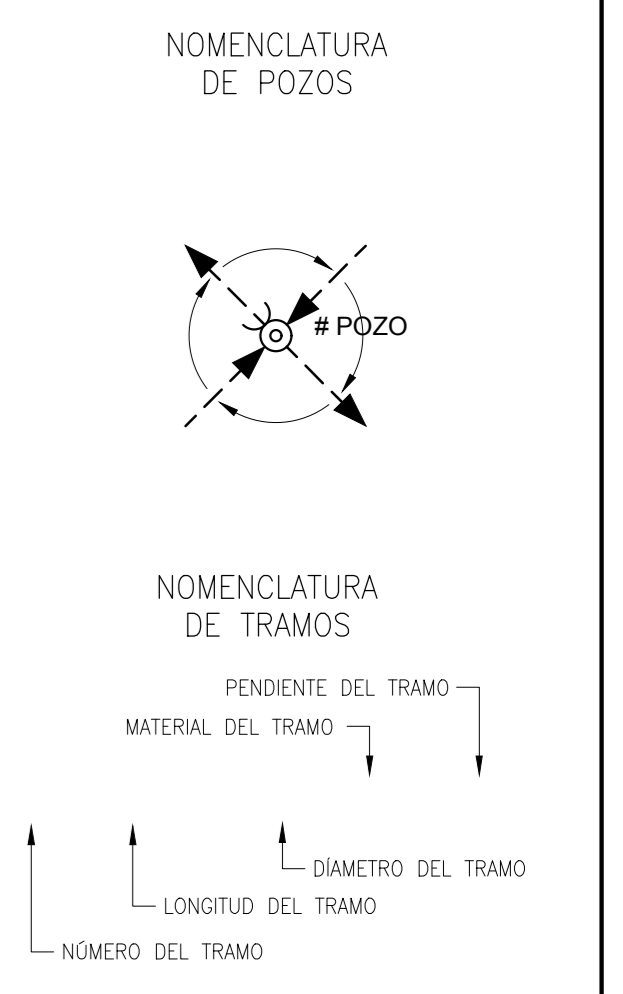 NOMENCLATURA
DE POZOS
# POZO
NOMENCLATURA
DE TRAMOS
PENDIENTE DEL TRAMO
MATERIAL DEL TRAMO
DÍAMETRO DEL TRAMO
LONGITUD DEL TRAMO
NÚMERO DEL TRAMO